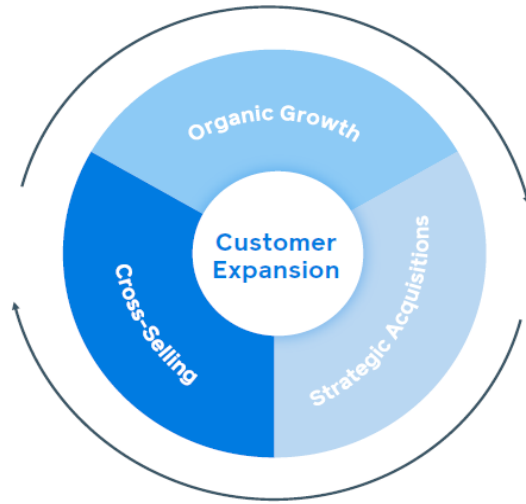 Organic Growth
Customer
Expansion
Cross-Selling
Strategic Acquisitions